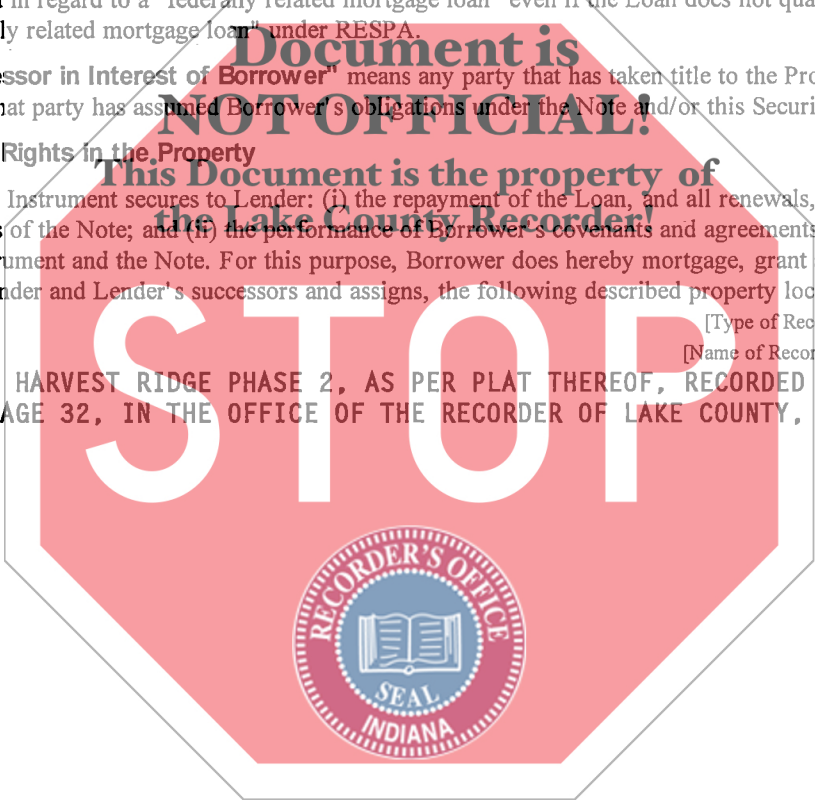 in regard to a "federally related mortgage loan" even if the Loan does not qua
ly related mortgage loan" under RESPA.
Document is
ssor in Interest of Borrower" means any party that has taken title to the Pro
at party has assumed Borrower's obligations under the Note and/or this Securi
NOT OFFICIAL!
Rights in the Property
This Document is the property of
Instrument secures to Lender: (i) the repayment of the Loan, and all renewals,
the Lake County Recorder!
s of the Note; and (ii) the performance of Borrower's covenants and agreements
ument and the Note. For this purpose, Borrower does hereby mortgage, grant
nder and Lender's successors and assigns, the following described property loc
[Type of Rec
[Name of Recor
HARVEST RIDGE PHASE 2, AS PER PLAT THEREOF, RECORDED
AGE 32, IN THE OFFICE OF THE RECORDER OF LAKE COUNTY,
STOP
RECORDER'S OFFICE
SEAL
INDIANA